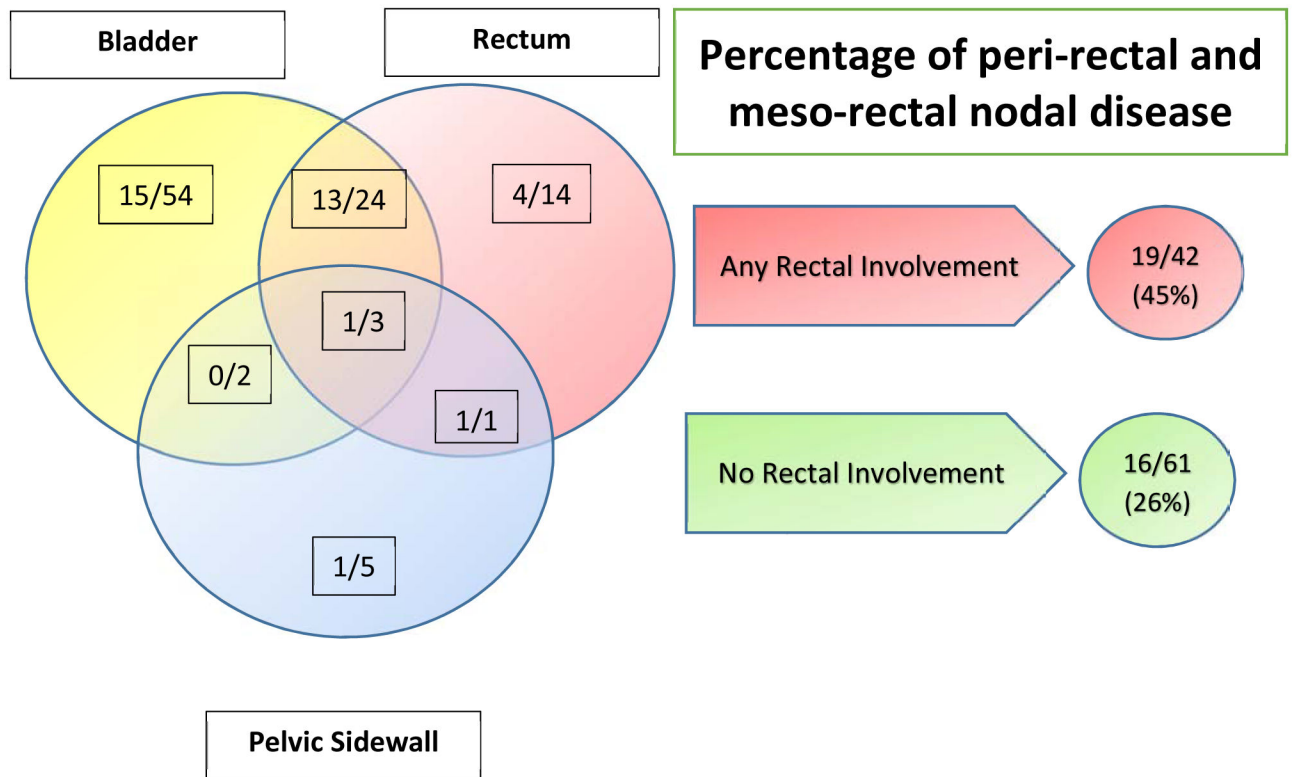 Bladder
Rectum
Percentage of peri-rectal and
meso-rectal nodal disease
15/54
13/24
4/14
1/3
0/2
1/1
1/5
Any Rectal Involvement
19/42
(45%)
No Rectal Involvement
16/61
(26%)
Pelvic Sidewall